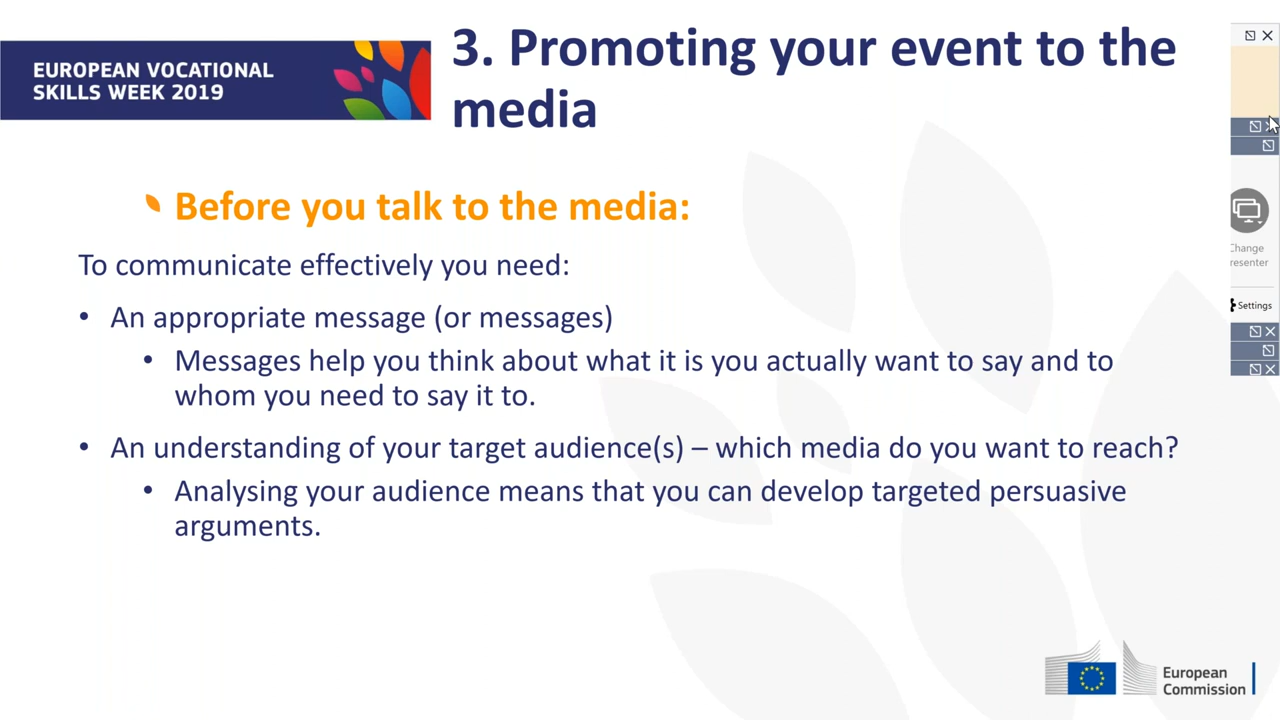 EUROPEAN VOCATIONAL
SKILLS WEEK 2019
3. Promoting your event to the
media
Before you talk to the media:
To communicate effectively you need:
• An appropriate message (or messages)
• Messages help you think about what it is you actually want to say and to
whom you need to say it to.
• An understanding of your target audience(s) – which media do you want to reach?
• Analysing your audience means that you can develop targeted persuasive
arguments.
Change
resenter
Settings
European
Commission